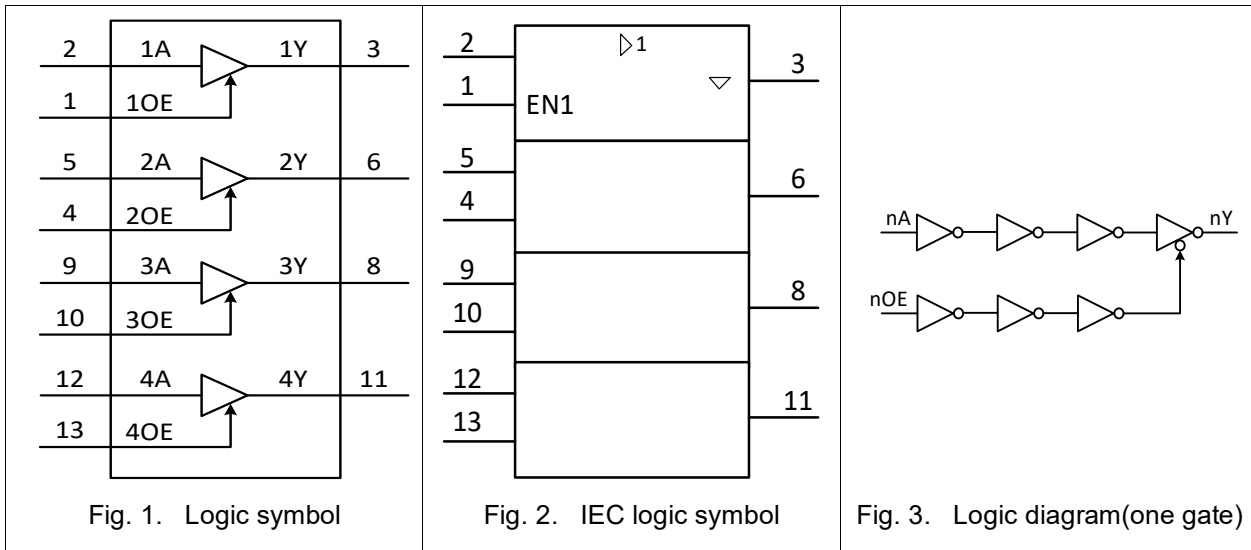 2 1A 1Y 3
1 1OE
5 2A 2Y 6
4 2OE
9 3A 3Y 8
10 3OE
12 4A 4Y 11
13 4OE
Fig. 1. Logic symbol
2 1 3
1 EN1
5 6
4
9 8
10
12 11
13
Fig. 2. IEC logic symbol
nA nY
nOE
Fig. 3. Logic diagram(one gate)